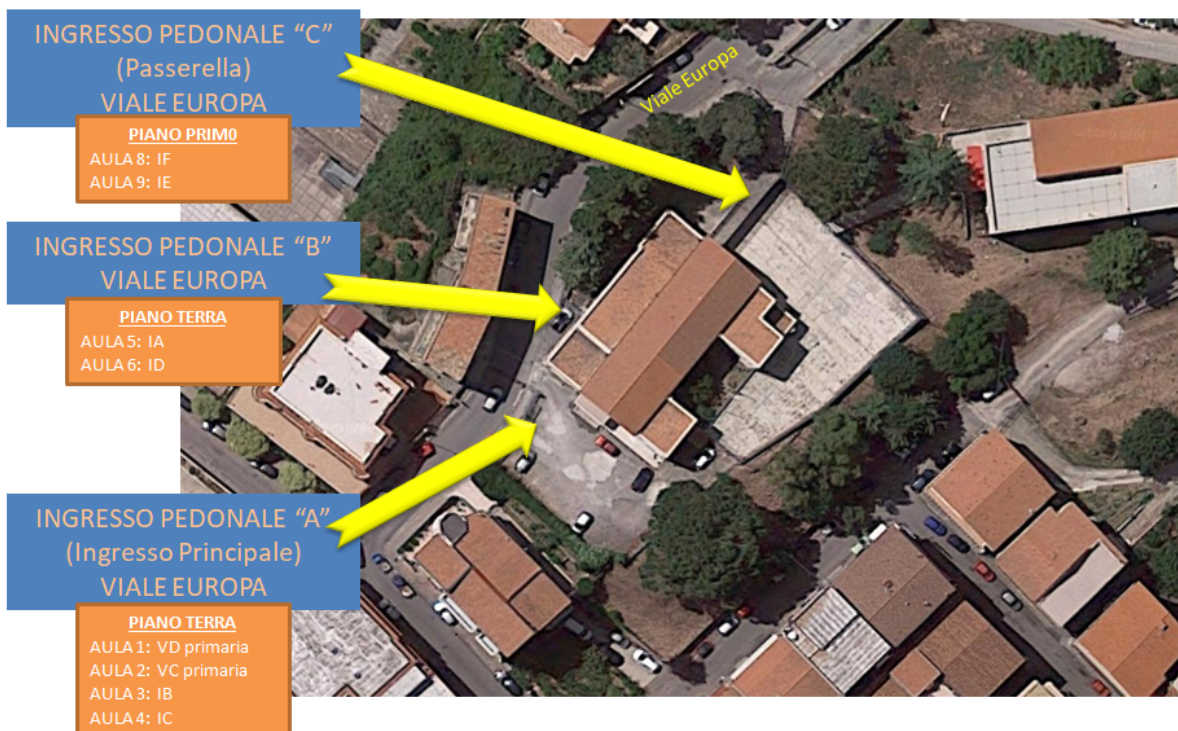 INGRESSO PEDONALE “C”
(Passerella)
VIALE EUROPA
PIANO PRIM0
AULA 8: IF
AULA 9: IE
Viale Europa
INGRESSO PEDONALE “B”
VIALE EUROPA
PIANO TERRA
AULA 5: IA
AULA 6: ID
INGRESSO PEDONALE “A”
(Ingresso Principale)
VIALE EUROPA
PIANO TERRA
AULA 1: VD primaria
AULA 2: VC primaria
AULA 3: IB
AULA 4: IC